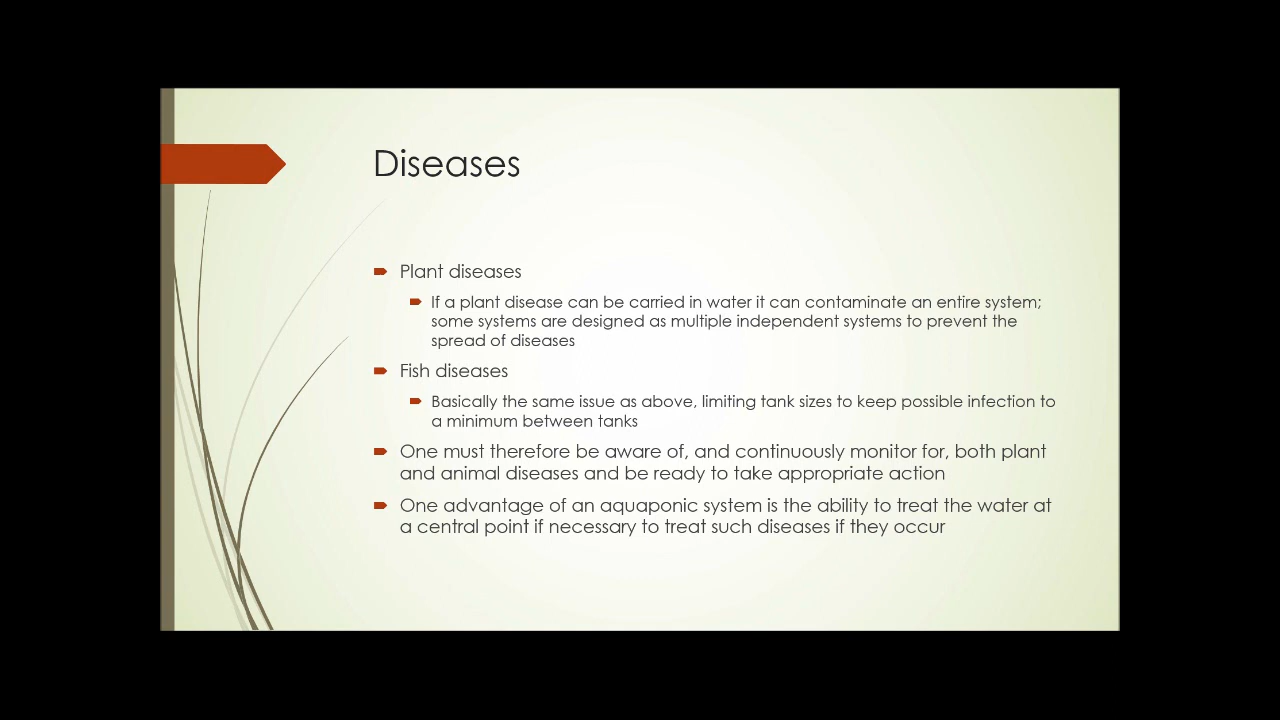 Diseases
Plant diseases
If a plant disease can be carried in water it can contaminate an entire system;
some systems are designed as multiple independent systems to prevent the
spread of diseases
Fish diseases
Basically the same issue as above, limiting tank sizes to keep possible infection to
a minimum between tanks
One must therefore be aware of, and continuously monitor for, both plant
and animal diseases and be ready to take appropriate action
One advantage of an aquaponic system is the ability to treat the water at
a central point if necessary to treat such diseases if they occur